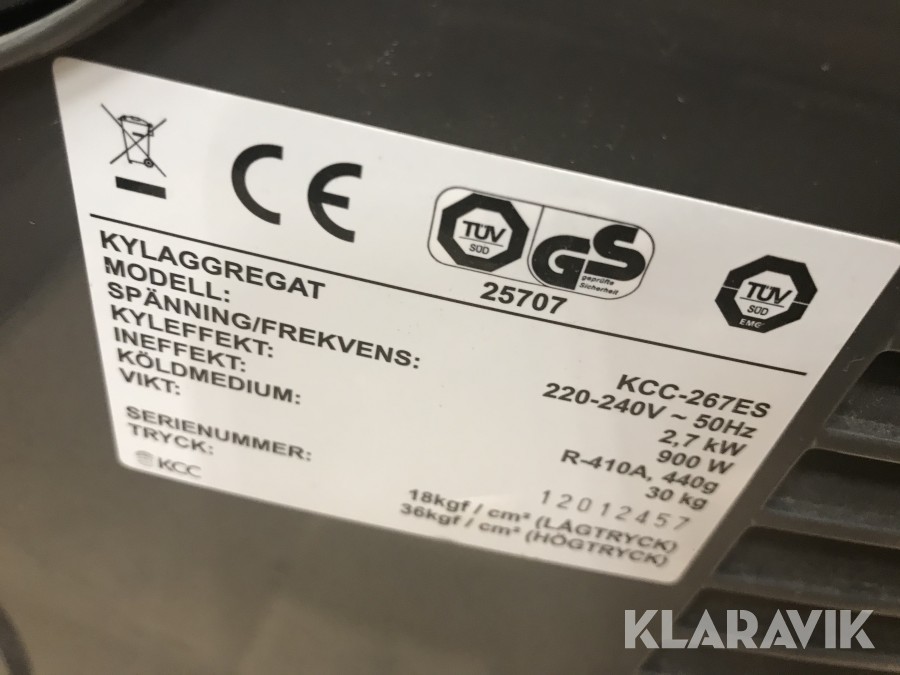 CE
TÜV
SÜD
GS
geprüfte
Sicherheit
TÜV
SÜD
EMC
KYLAGGREGAT 25707
MODELL: KCC-267ES
SPÄNNING/FREKVENS: 220-240V ~ 50Hz
KYLEFFEKT: 2,7 kW
INEFFEKT: 900 W
KÖLDMEDIUM: R-410A, 440g
VIKT: 30 kg
SERIENUMMER: 12012457
TRYCK: 18kgf / cm² (LÅGTRYCK)
36kgf / cm² (HÖGTRYCK)
KCC
KLARAVIK